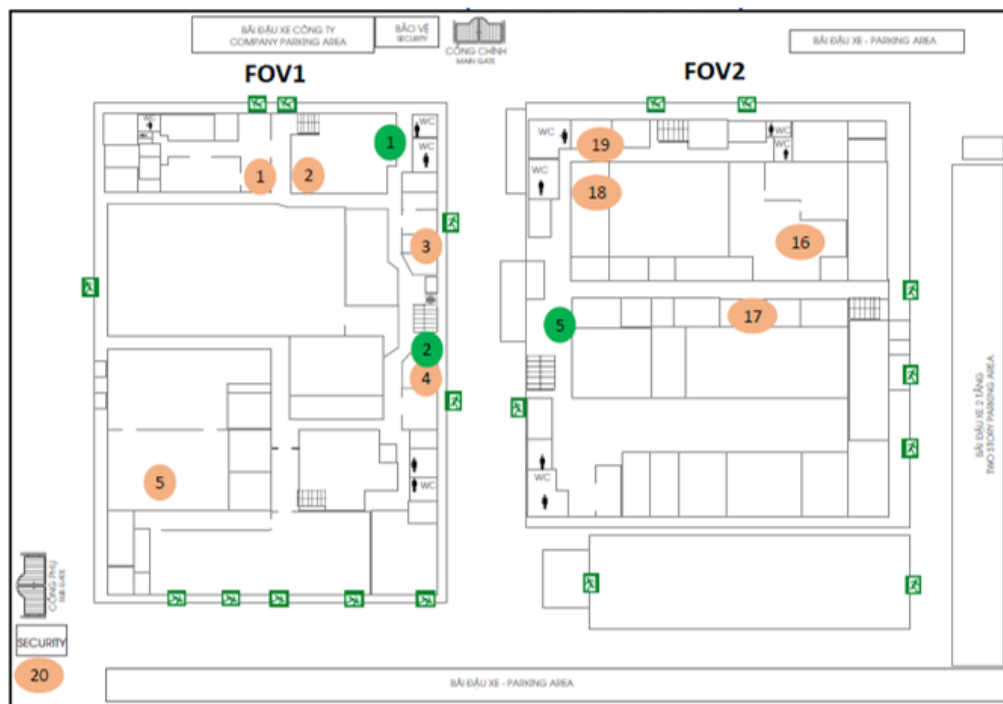 BÃI ĐẬU XE CÔNG TY
COMPANY PARKING AREA
BẢO VỆ
SECURITY
CỔNG CHÍNH
MAIN GATE
BÃI ĐẬU XE - PARKING AREA
FOV1
FOV2
WC
WC
WC
1
1
2
3
2
4
5
WC
WC
19
WC
WC
WC
18
16
17
5
WC
WC
BÃI ĐẬU XE 2 TẦNG
TWO STORY PARKING AREA
CỔNG PHỤ
SUB GATE
SECURITY
20
BÃI ĐẬU XE - PARKING AREA